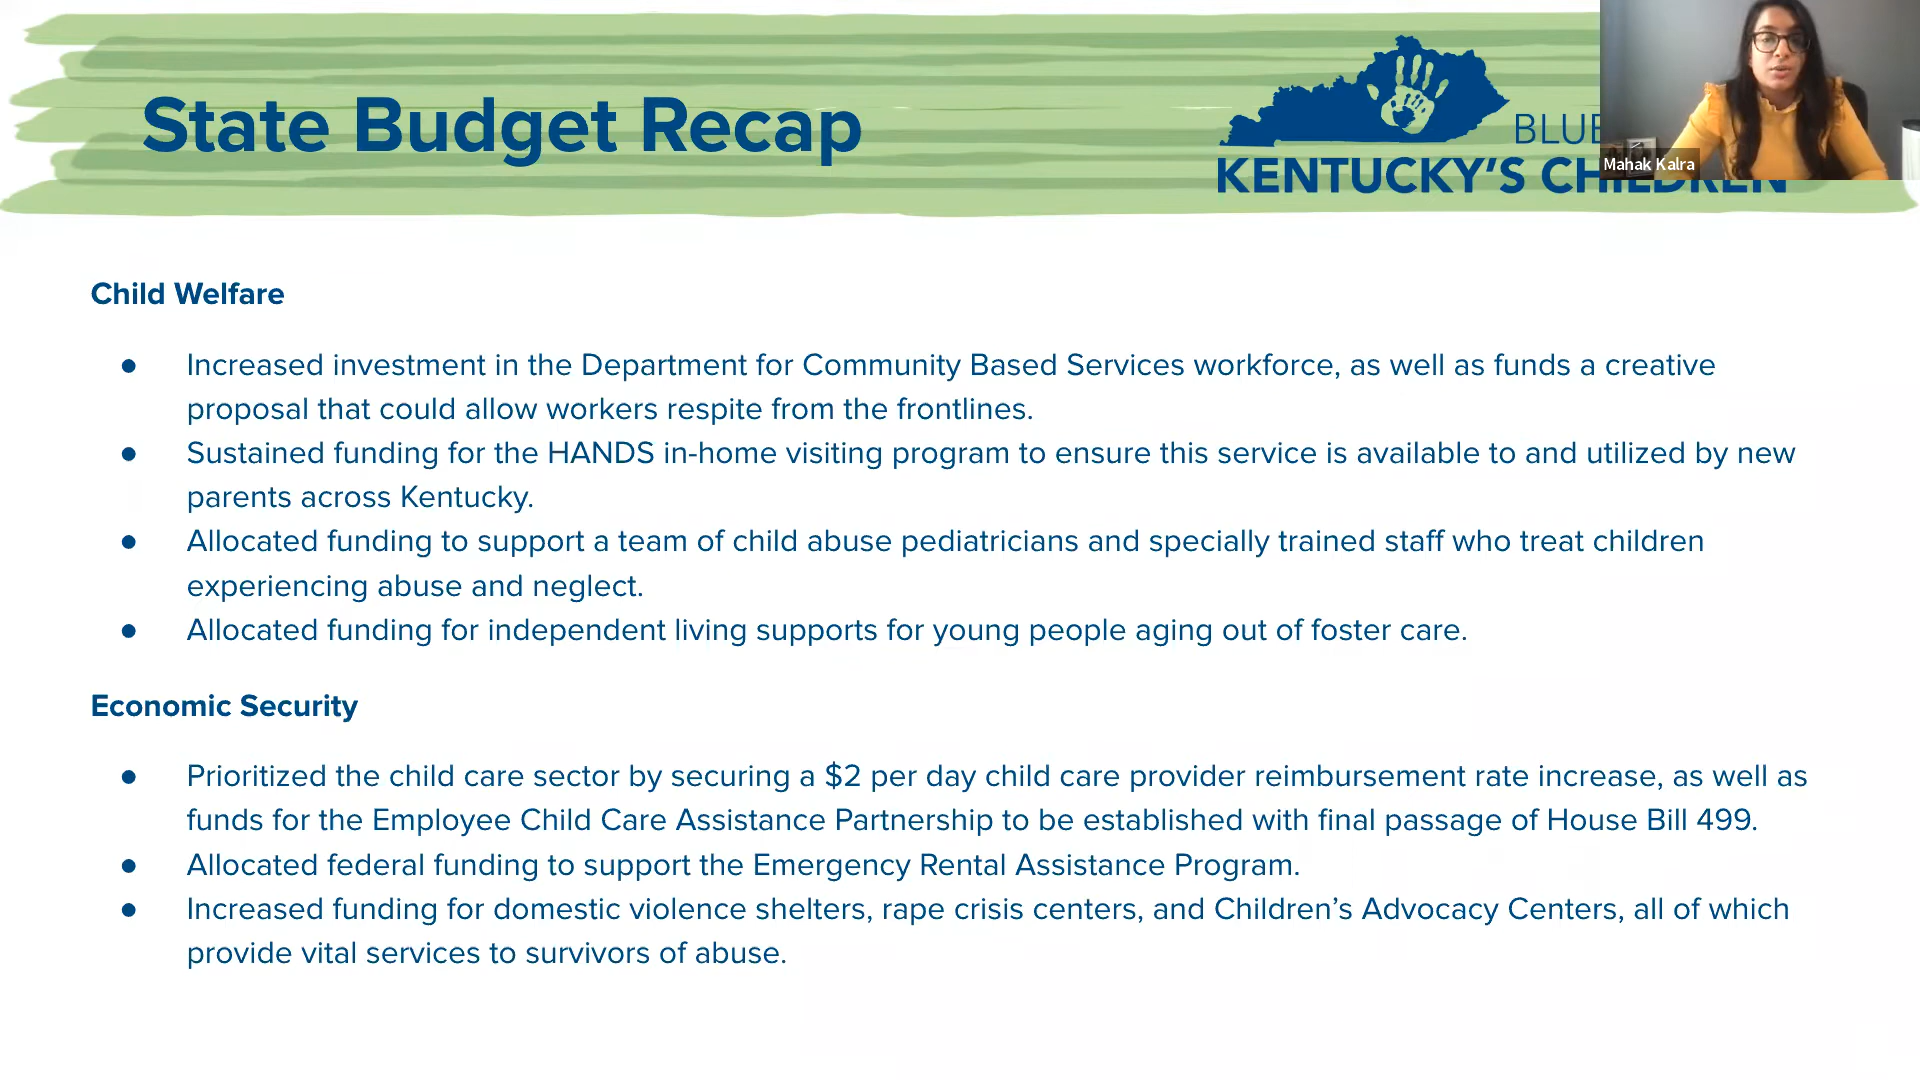 State Budget Recap
BLUE
KENTUCKY'S CHILDREN
Mahak Kalra
Child Welfare
● Increased investment in the Department for Community Based Services workforce, as well as funds a creative
proposal that could allow workers respite from the frontlines.
● Sustained funding for the HANDS in-home visiting program to ensure this service is available to and utilized by new
parents across Kentucky.
● Allocated funding to support a team of child abuse pediatricians and specially trained staff who treat children
experiencing abuse and neglect.
● Allocated funding for independent living supports for young people aging out of foster care.
Economic Security
● Prioritized the child care sector by securing a $2 per day child care provider reimbursement rate increase, as well as
funds for the Employee Child Care Assistance Partnership to be established with final passage of House Bill 499.
● Allocated federal funding to support the Emergency Rental Assistance Program.
● Increased funding for domestic violence shelters, rape crisis centers, and Children’s Advocacy Centers, all of which
provide vital services to survivors of abuse.